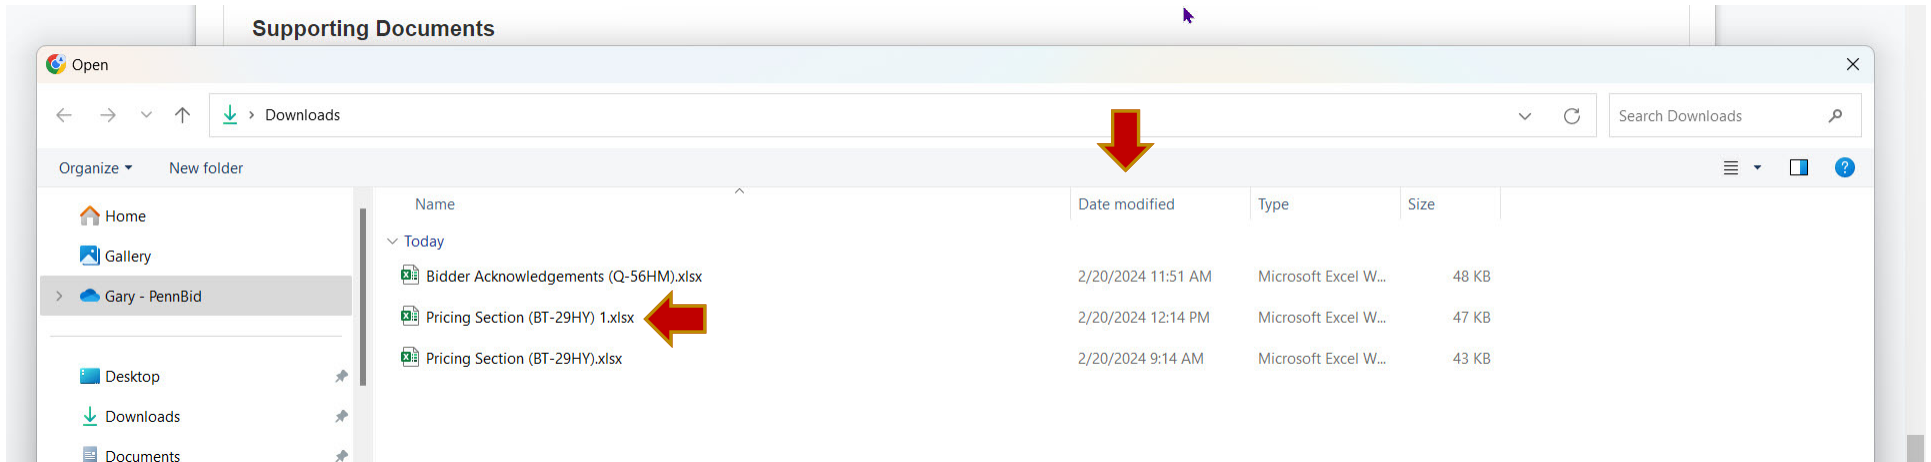 Supporting Documents
Open
Downloads
Search Downloads
Organize
New folder
Name Date modified Type Size
Home
Gallery
Gary - PennBid
Desktop
Downloads
Documents
Today
Bidder Acknowledgements (Q-56HM).xlsx 2/20/2024 11:51 AM Microsoft Excel W... 48 KB
Pricing Section (BT-29HY) 1.xlsx 2/20/2024 12:14 PM Microsoft Excel W... 47 KB
Pricing Section (BT-29HY).xlsx 2/20/2024 9:14 AM Microsoft Excel W... 43 KB